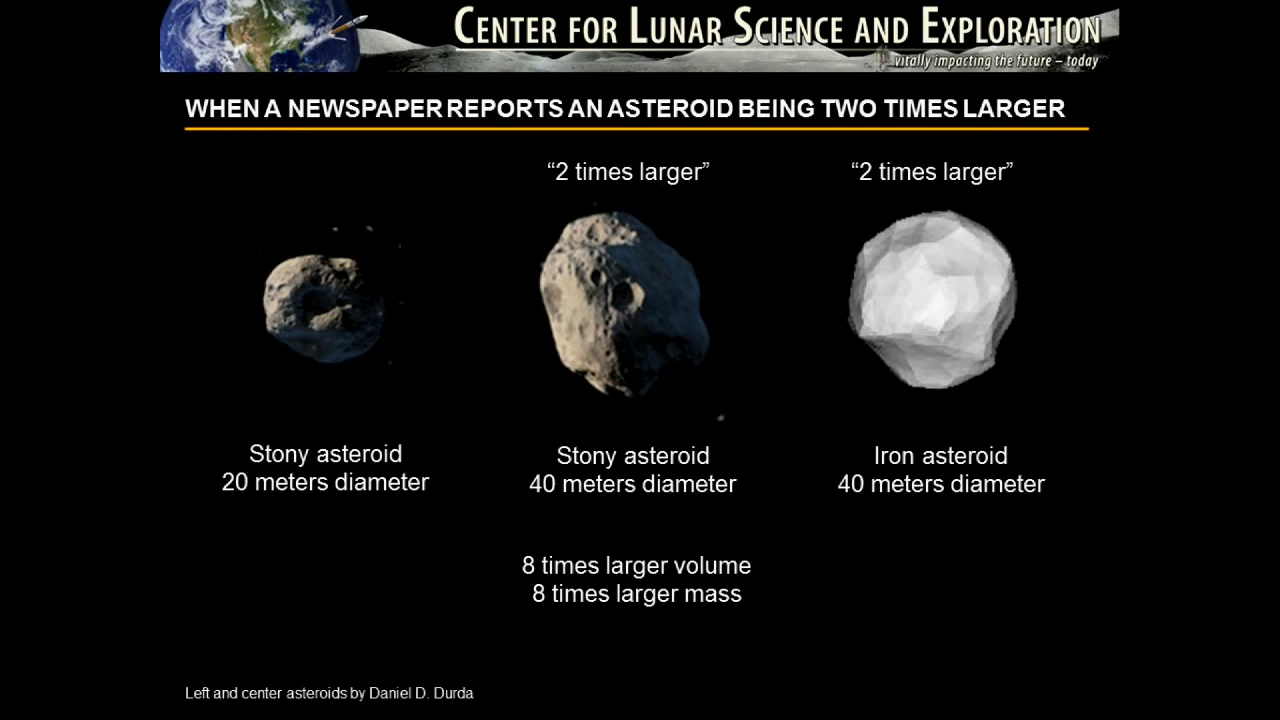 CENTER FOR LUNAR SCIENCE AND EXPLORATION
vitally impacting the future – today
WHEN A NEWSPAPER REPORTS AN ASTEROID BEING TWO TIMES LARGER
“2 times larger”
“2 times larger”
Stony asteroid
20 meters diameter
Stony asteroid
40 meters diameter
Iron asteroid
40 meters diameter
8 times larger volume
8 times larger mass
Left and center asteroids by Daniel D. Durda